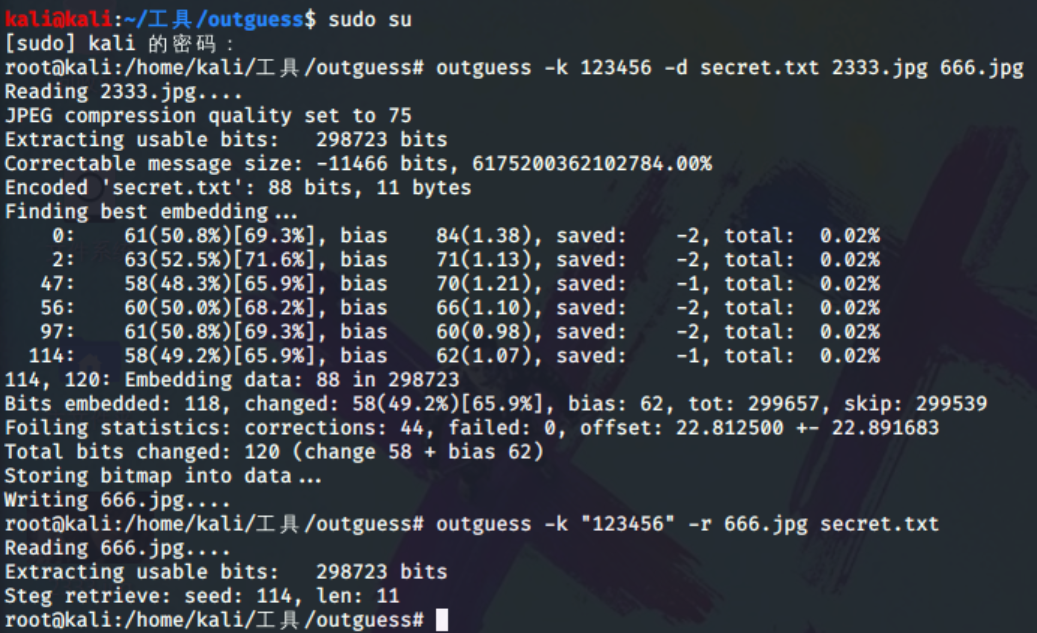 kali@kali:~/工具/outguess$ sudo su
[sudo] kali 的密码：
root@kali:/home/kali/工具/outguess# outguess -k 123456 -d secret.txt 2333.jpg 666.jpg
Reading 2333.jpg....
JPEG compression quality set to 75
Extracting usable bits:   298723 bits
Correctable message size: -11466 bits, 6175200362102784.00%
Encoded 'secret.txt': 88 bits, 11 bytes
Finding best embedding...
    0:    61(50.8%)[69.3%], bias    84(1.38), saved:    -2, total:  0.02%
    2:    63(52.5%)[71.6%], bias    71(1.13), saved:    -2, total:  0.02%
   47:    58(48.3%)[65.9%], bias    70(1.21), saved:    -1, total:  0.02%
   56:    60(50.0%)[68.2%], bias    66(1.10), saved:    -2, total:  0.02%
   97:    61(50.8%)[69.3%], bias    60(0.98), saved:    -2, total:  0.02%
  114:    58(49.2%)[65.9%], bias    62(1.07), saved:    -1, total:  0.02%
114, 120: Embedding data: 88 in 298723
Bits embedded: 118, changed: 58(49.2%)[65.9%], bias: 62, tot: 299657, skip: 299539
Foiling statistics: corrections: 44, failed: 0, offset: 22.812500 +- 22.891683
Total bits changed: 120 (change 58 + bias 62)
Storing bitmap into data...
Writing 666.jpg....
root@kali:/home/kali/工具/outguess# outguess -k "123456" -r 666.jpg secret.txt
Reading 666.jpg....
Extracting usable bits:   298723 bits
Steg retrieve: seed: 114, len: 11
root@kali:/home/kali/工具/outguess#